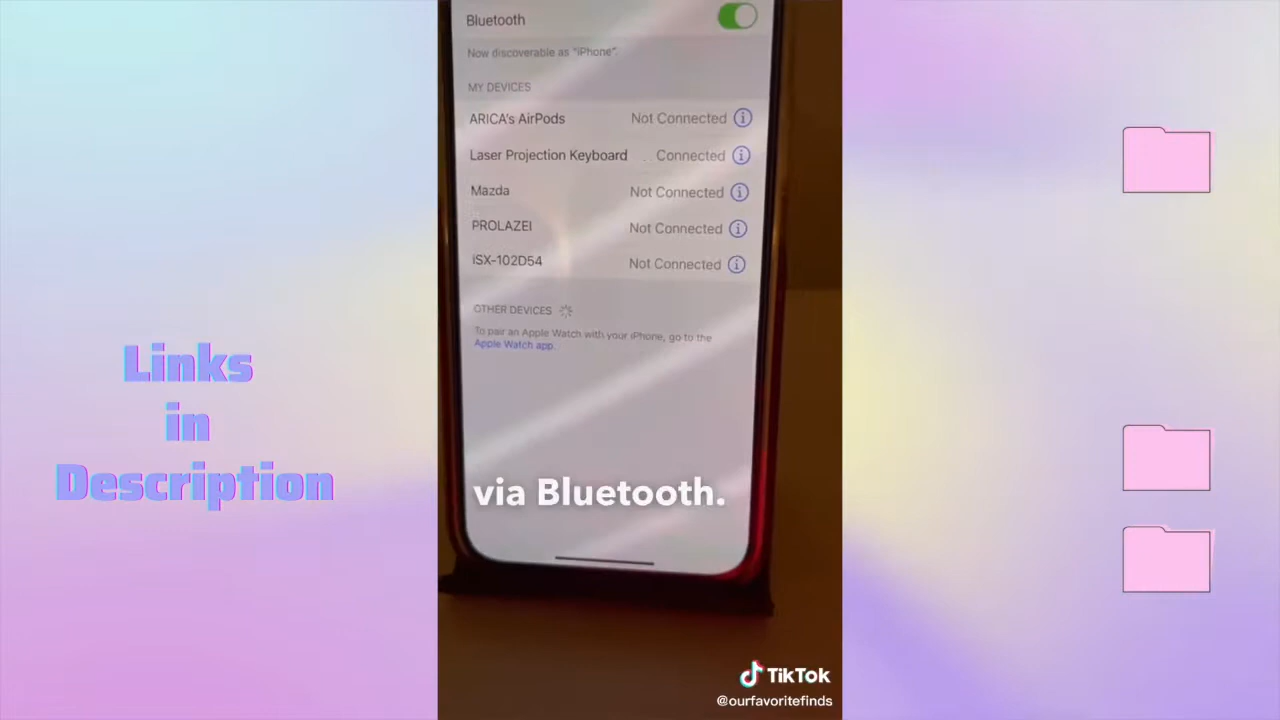 Bluetooth
Now discoverable as "iPhone".
MY DEVICES
ARICA's AirPods Not Connected
Laser Projection Keyboard Connected
Mazda Not Connected
PROLAZEI Not Connected
iSX-102D54 Not Connected
OTHER DEVICES
To pair an Apple Watch with your iPhone, go to the
Apple Watch app.
via Bluetooth.
Links
in
Description
TikTok
@ourfavoritefinds